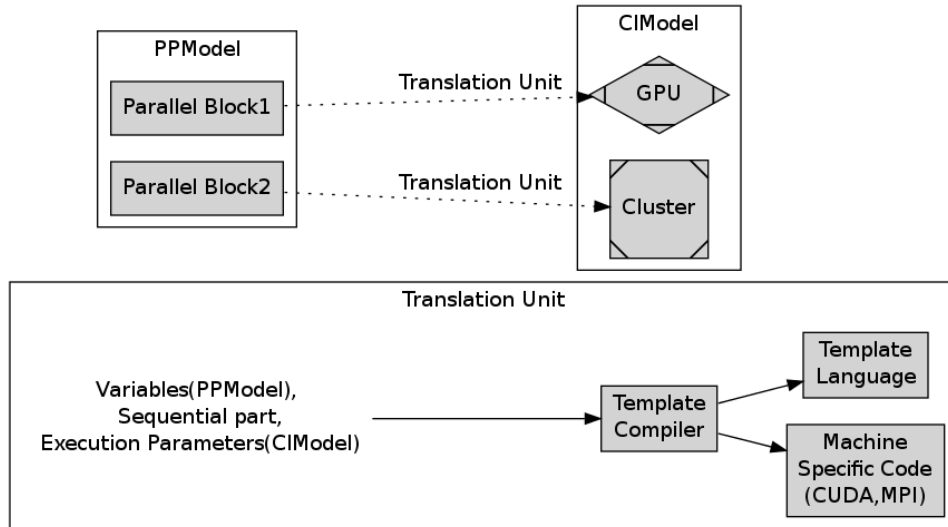 PPModel
Parallel Block1
Parallel Block2
Translation Unit
Translation Unit
CIModel
GPU
Cluster
Translation Unit
Variables(PPModel),
Sequential part,
Execution Parameters(CIModel)
Template
Compiler
Template
Language
Machine
Specific Code
(CUDA,MPI)